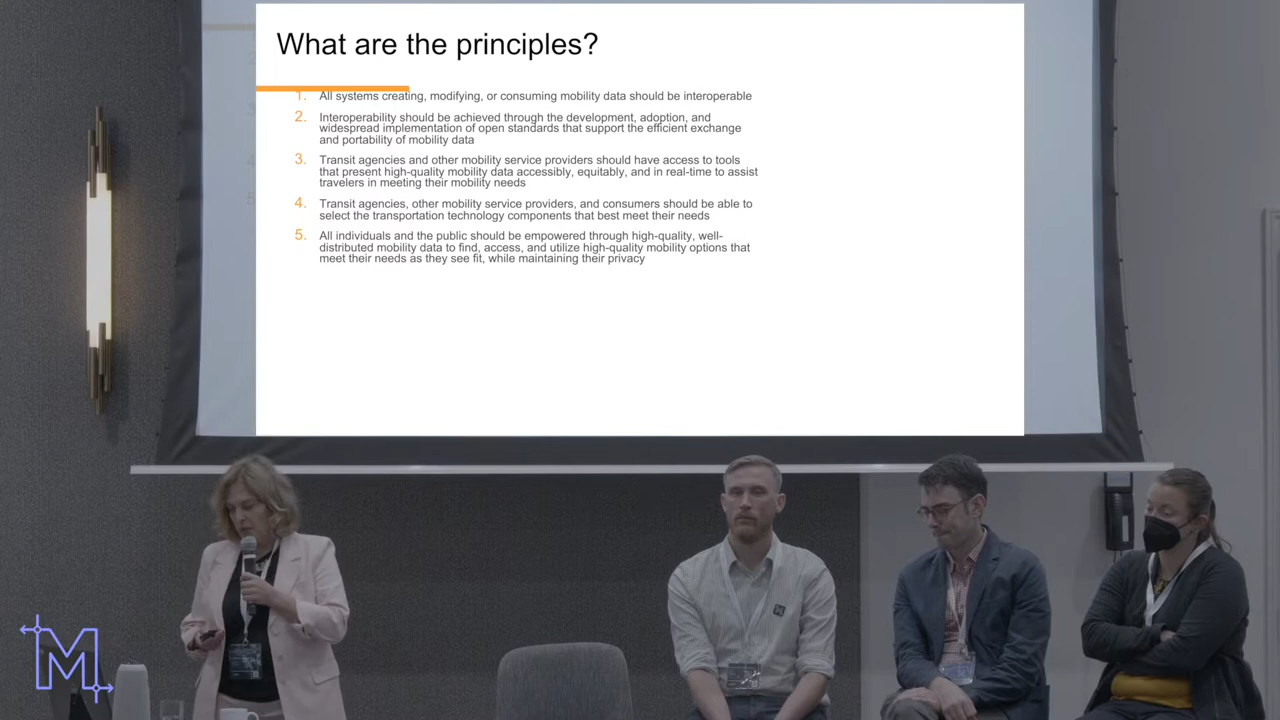 What are the principles?
1. All systems creating, modifying, or consuming mobility data should be interoperable
2. Interoperability should be achieved through the development, adoption, and
widespread implementation of open standards that support the efficient exchange
and portability of mobility data
3. Transit agencies and other mobility service providers should have access to tools
that present high-quality mobility data accessibly, equitably, and in real-time to assist
travelers in meeting their mobility needs
4. Transit agencies, other mobility service providers, and consumers should be able to
select the transportation technology components that best meet their needs
5. All individuals and the public should be empowered through high-quality, well-
distributed mobility data to find, access, and utilize high-quality mobility options that
meet their needs as they see fit, while maintaining their privacy
M